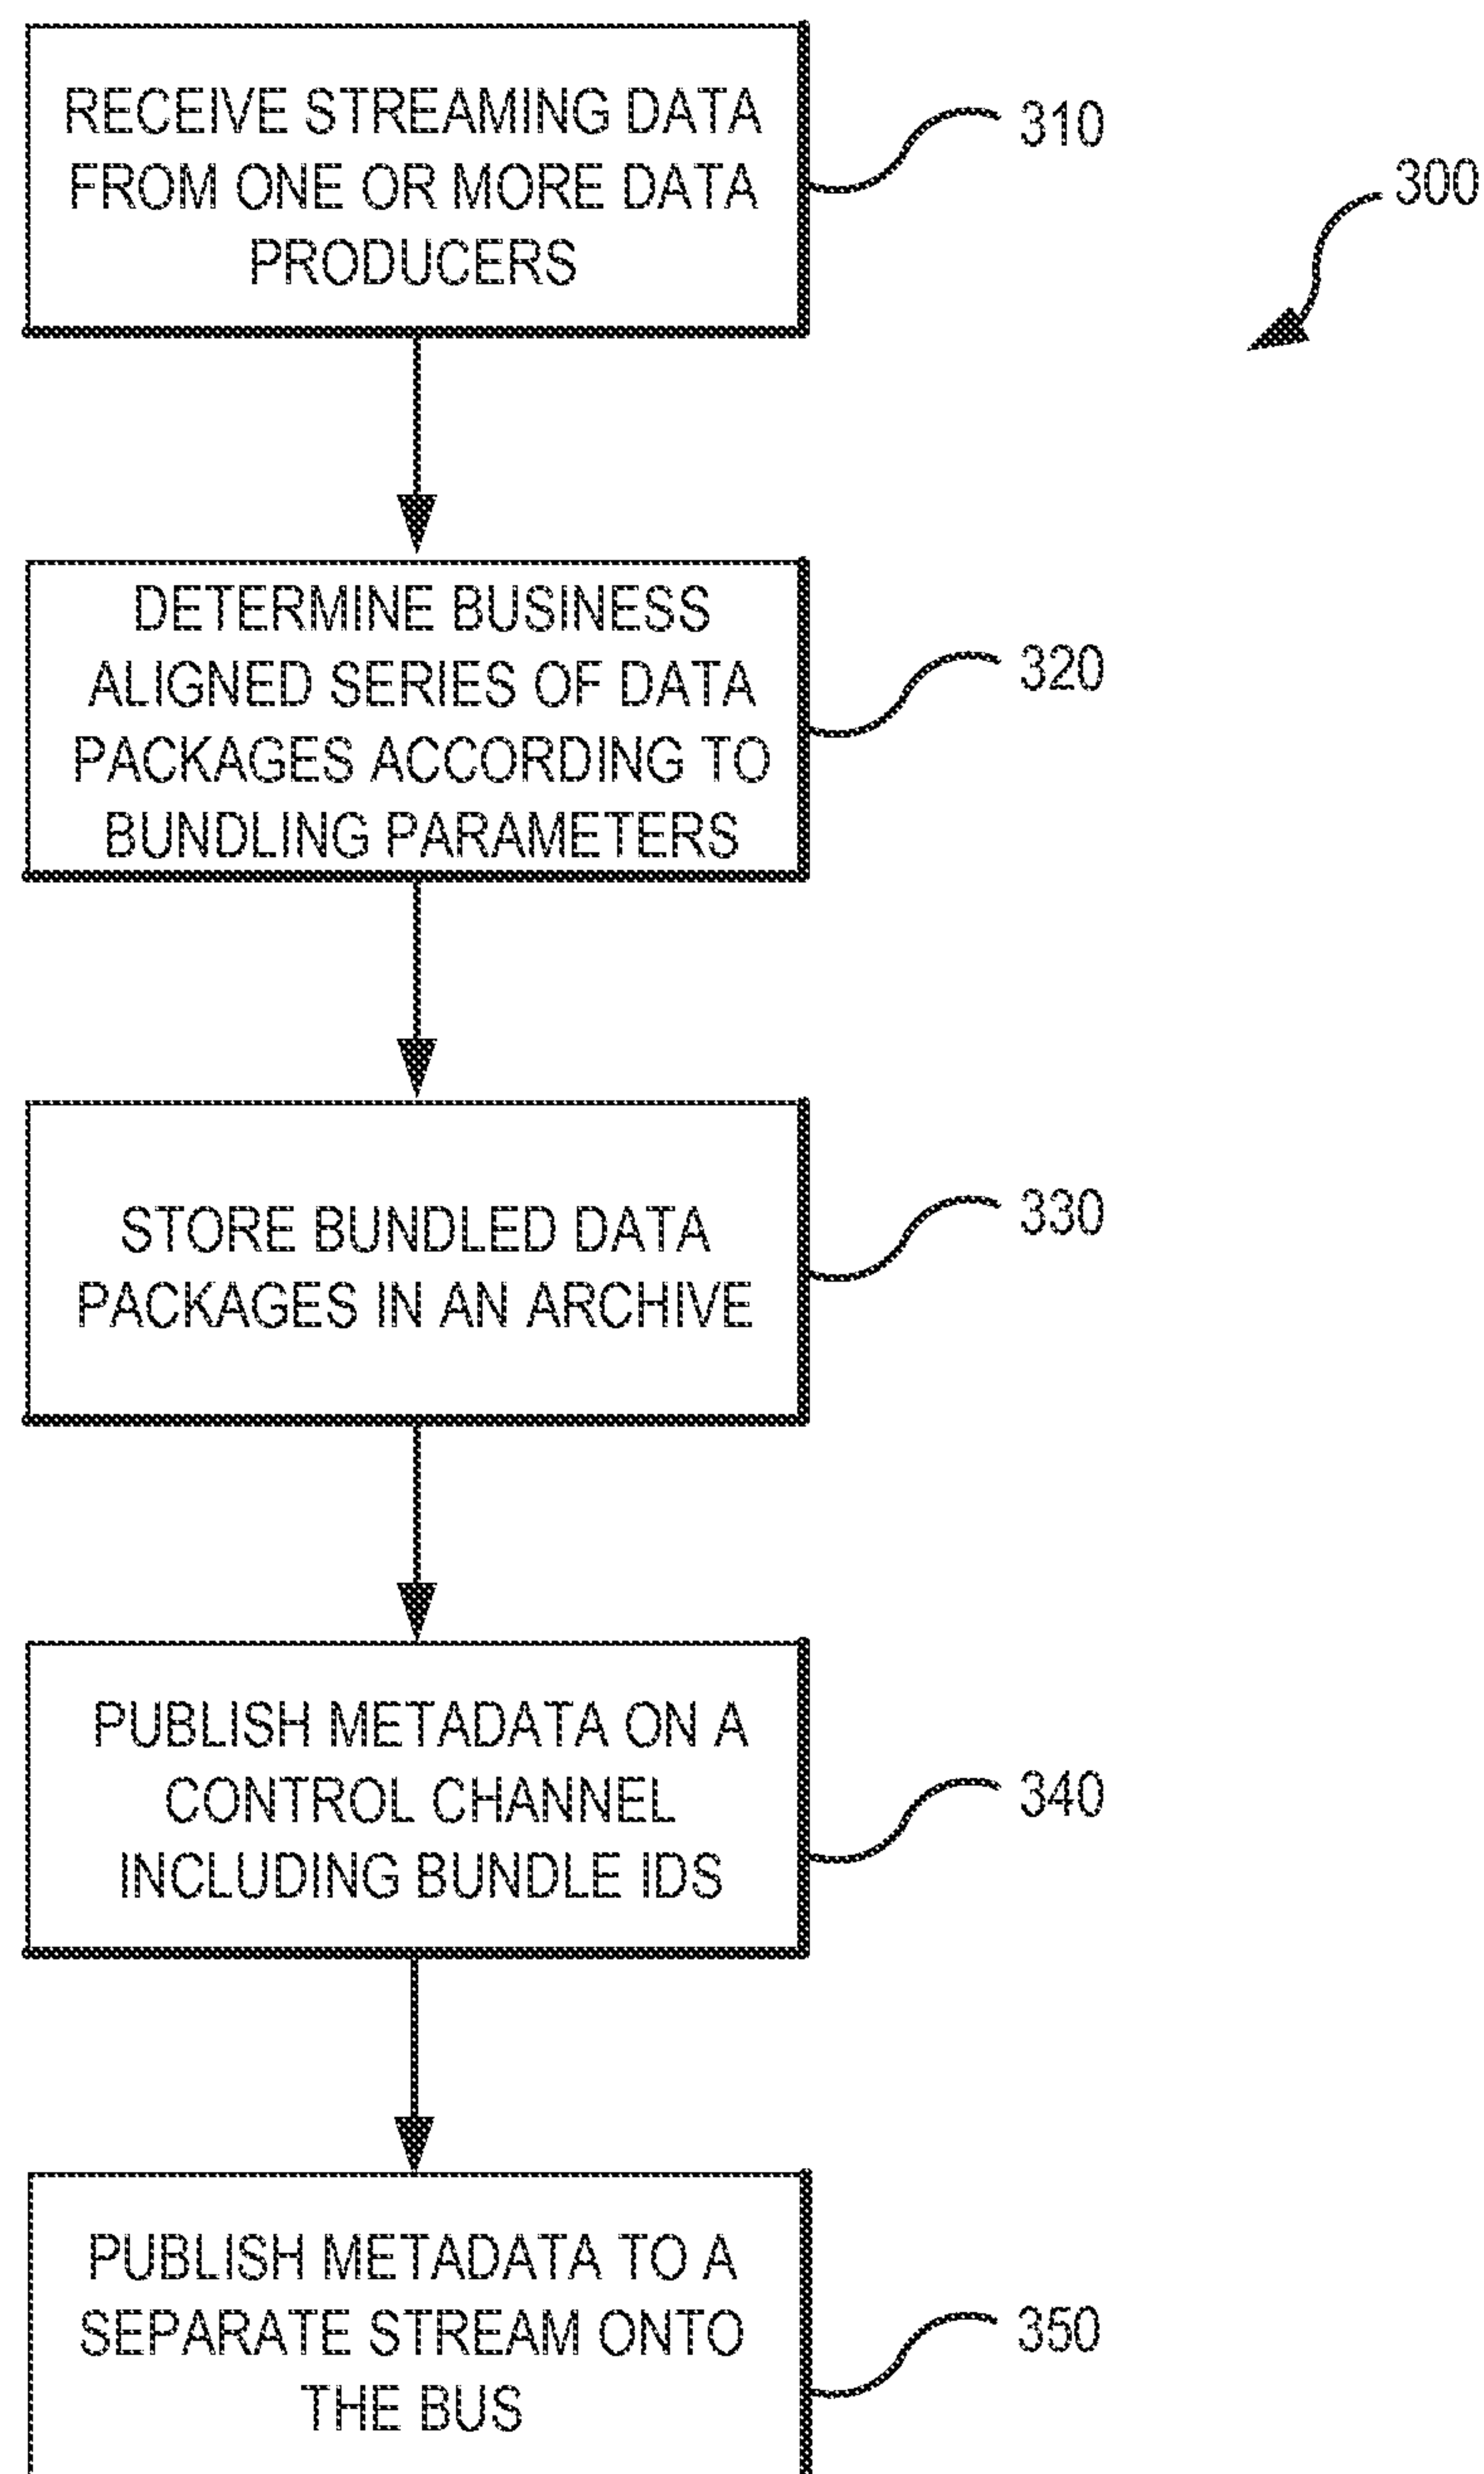 RECEIVE STREAMING DATA
FROM ONE OR MORE DATA
PRODUCERS
310
300
DETERMINE BUSINESS
ALIGNED SERIES OF DATA
PACKAGES ACCORDING TO
BUNDLING PARAMETERS
320
STORE BUNDLED DATA
PACKAGES IN AN ARCHIVE
330
PUBLISH METADATA ON A
CONTROL CHANNEL
INCLUDING BUNDLE IDS
340
PUBLISH METADATA TO A
SEPARATE STREAM ONTO
THE BUS
350